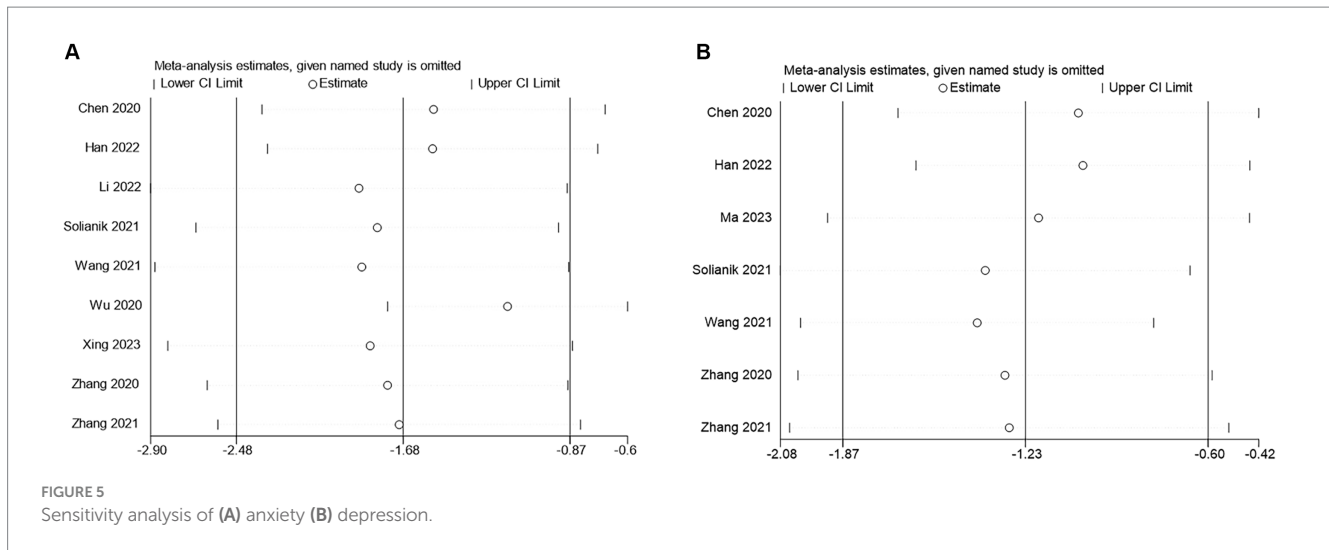 A
Meta-analysis estimates, given named study is omitted
| Lower CI Limit ○ Estimate | Upper CI Limit
Chen 2020
Han 2022
Li 2022
Solianik 2021
Wang 2021
Wu 2020
Xing 2023
Zhang 2020
Zhang 2021
-2.90 -2.48 -1.68 -0.87 -0.6
B
Meta-analysis estimates, given named study is omitted
| Lower CI Limit ○ Estimate | Upper CI Limit
Chen 2020
Han 2022
Ma 2023
Solianik 2021
Wang 2021
Zhang 2020
Zhang 2021
-2.08 -1.87 -1.23 -0.60 -0.42
FIGURE 5
Sensitivity analysis of (A) anxiety (B) depression.